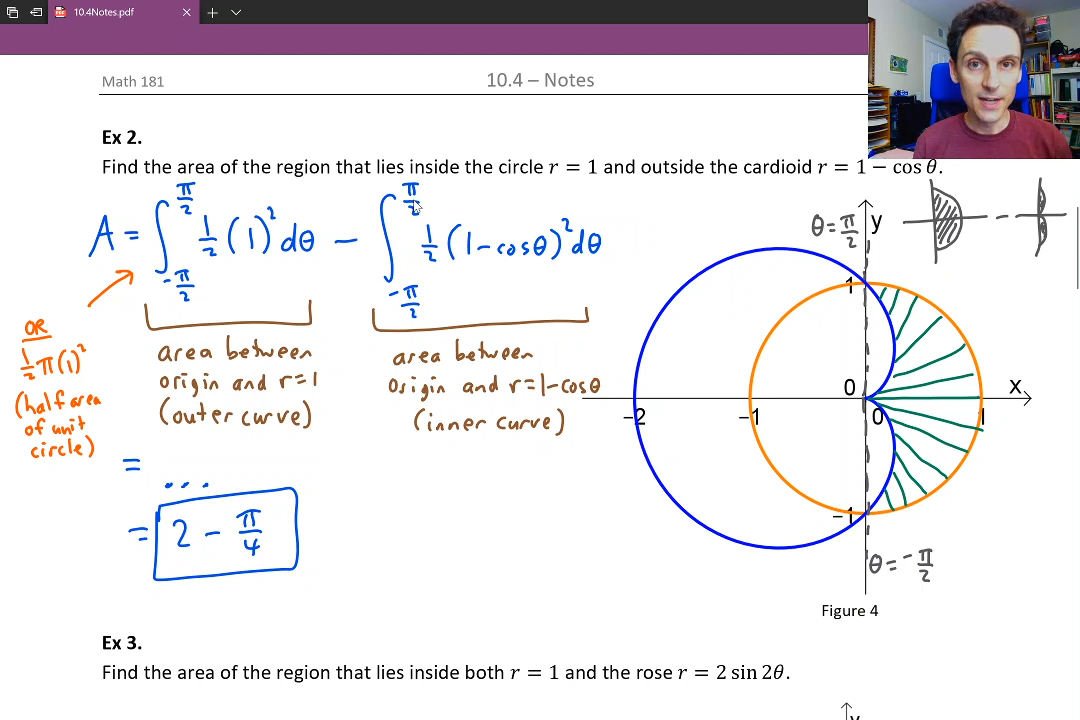 10.4Notes.pdf
Math 181
10.4 – Notes
Ex 2.
Find the area of the region that lies inside the circle r = 1 and outside the cardioid r = 1 − cos θ.
A = ∫_{-π/2}^{π/2} 1/2 (1)² dθ − ∫_{-π/2}^{π/2} 1/2 (1-cosθ)² dθ
OR
1/2 π(1)²
(half area
of unit
circle)
area between
origin and r=1
(outer curve)
area between
origin and r=1-cosθ
(inner curve)
= ...
= 2 - π/4
θ = π/2
y
1
0
x
−2
−1
0
1
−1
θ = -π/2
Figure 4
Ex 3.
Find the area of the region that lies inside both r = 1 and the rose r = 2 sin 2θ.
y